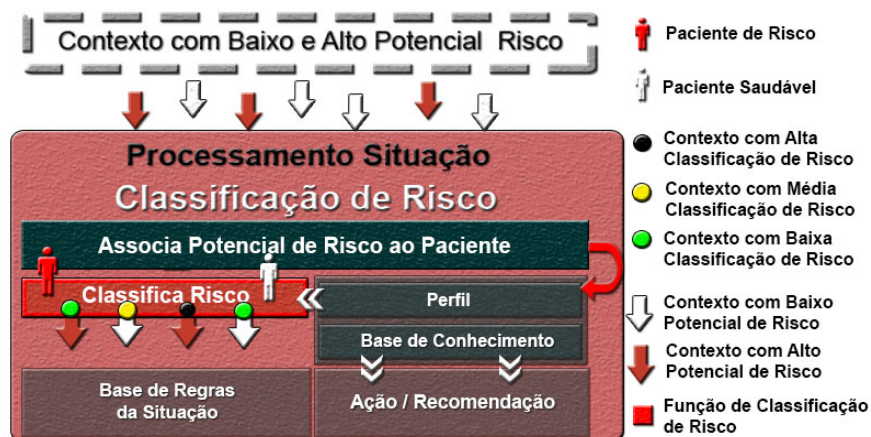 Contexto com Baixo e Alto Potencial Risco
Processamento Situação
Classificação de Risco
Associa Potencial de Risco ao Paciente
Classifica Risco
Perfil
Base de Conhecimento
Base de Regras
da Situação
Ação / Recomendação
Paciente de Risco
Paciente Saudável
Contexto com Alta
Classificação de Risco
Contexto com Média
Classificação de Risco
Contexto com Baixa
Classificação de Risco
Contexto com Baixo
Potencial de Risco
Contexto com Alto
Potencial de Risco
Função de Classificação
de Risco